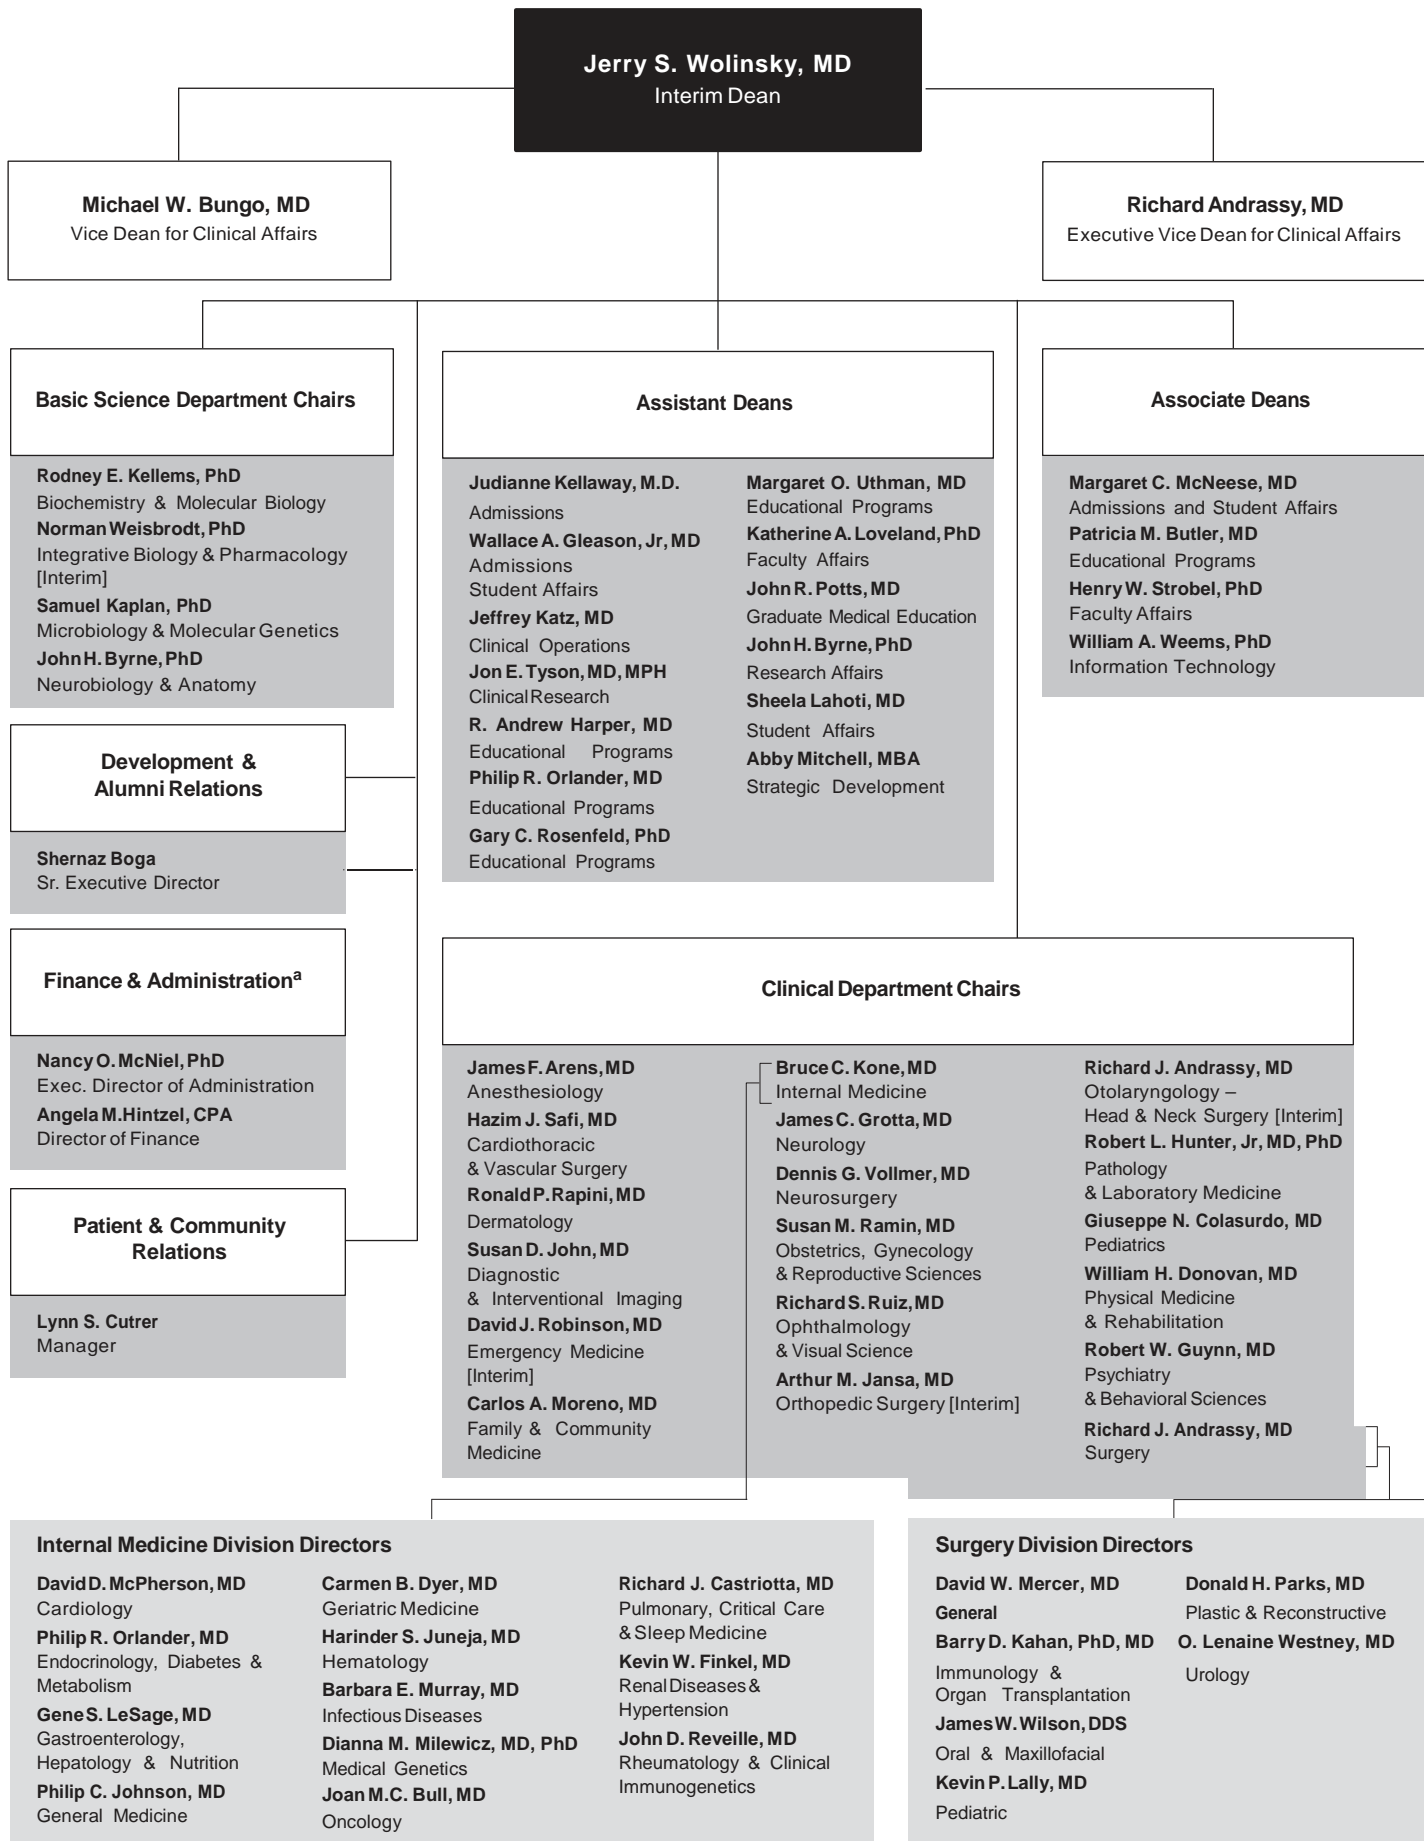 Jerry S. Wolinsky, MD
Interim Dean
Michael W. Bungo, MD
Vice Dean for Clinical Affairs
Richard Andrassy, MD
Executive Vice Dean for Clinical Affairs
Basic Science Department Chairs
Rodney E. Kellems, PhD
Biochemistry & Molecular Biology
Norman Weisbrodt, PhD
Integrative Biology & Pharmacology
[Interim]
Samuel Kaplan, PhD
Microbiology & Molecular Genetics
John H. Byrne, PhD
Neurobiology & Anatomy
Assistant Deans
Judianne Kellaway, M.D.
Admissions
Wallace A. Gleason, Jr, MD
Admissions
Student Affairs
Jeffrey Katz, MD
Clinical Operations
Jon E. Tyson, MD, MPH
Clinical Research
R. Andrew Harper, MD
Educational Programs
Philip R. Orlander, MD
Educational Programs
Gary C. Rosenfeld, PhD
Educational Programs
Margaret O. Uthman, MD
Educational Programs
Katherine A. Loveland, PhD
Faculty Affairs
John R. Potts, MD
Graduate Medical Education
John H. Byrne, PhD
Research Affairs
Sheela Lahoti, MD
Student Affairs
Abby Mitchell, MBA
Strategic Development
Associate Deans
Margaret C. McNeese, MD
Admissions and Student Affairs
Patricia M. Butler, MD
Educational Programs
Henry W. Strobel, PhD
Faculty Affairs
William A. Weems, PhD
Information Technology
Development &
Alumni Relations
Shernaz Boga
Sr. Executive Director
Finance & Administrationa
Nancy O. McNiel, PhD
Exec. Director of Administration
Angela M. Hintzel, CPA
Director of Finance
Patient & Community
Relations
Lynn S. Cutrer
Manager
Clinical Department Chairs
James F. Arens, MD
Anesthesiology
Hazim J. Safi, MD
Cardiothoracic
& Vascular Surgery
Ronald P. Rapini, MD
Dermatology
Susan D. John, MD
Diagnostic
& Interventional Imaging
David J. Robinson, MD
Emergency Medicine
[Interim]
Carlos A. Moreno, MD
Family & Community
Medicine
Bruce C. Kone, MD
Internal Medicine
James C. Grotta, MD
Neurology
Dennis G. Vollmer, MD
Neurosurgery
Susan M. Ramin, MD
Obstetrics, Gynecology
& Reproductive Sciences
Richard S. Ruiz, MD
Ophthalmology
& Visual Science
Arthur M. Jansa, MD
Orthopedic Surgery [Interim]
Richard J. Andrassy, MD
Otolaryngology –
Head & Neck Surgery [Interim]
Robert L. Hunter, Jr, MD, PhD
Pathology
& Laboratory Medicine
Giuseppe N. Colasurdo, MD
Pediatrics
William H. Donovan, MD
Physical Medicine
& Rehabilitation
Robert W. Guynn, MD
Psychiatry
& Behavioral Sciences
Richard J. Andrassy, MD
Surgery
Internal Medicine Division Directors
David D. McPherson, MD
Cardiology
Philip R. Orlander, MD
Endocrinology, Diabetes &
Metabolism
Gene S. LeSage, MD
Gastroenterology,
Hepatology & Nutrition
Philip C. Johnson, MD
General Medicine
Carmen B. Dyer, MD
Geriatric Medicine
Harinder S. Juneja, MD
Hematology
Barbara E. Murray, MD
Infectious Diseases
Dianna M. Milewicz, MD, PhD
Medical Genetics
Joan M.C. Bull, MD
Oncology
Richard J. Castriotta, MD
Pulmonary, Critical Care
& Sleep Medicine
Kevin W. Finkel, MD
Renal Diseases &
Hypertension
John D. Reveille, MD
Rheumatology & Clinical
Immunogenetics
Surgery Division Directors
David W. Mercer, MD
General
Barry D. Kahan, PhD, MD
Immunology &
Organ Transplantation
James W. Wilson, DDS
Oral & Maxillofacial
Kevin P. Lally, MD
Pediatric
Donald H. Parks, MD
Plastic & Reconstructive
O. Lenaine Westney, MD
Urology